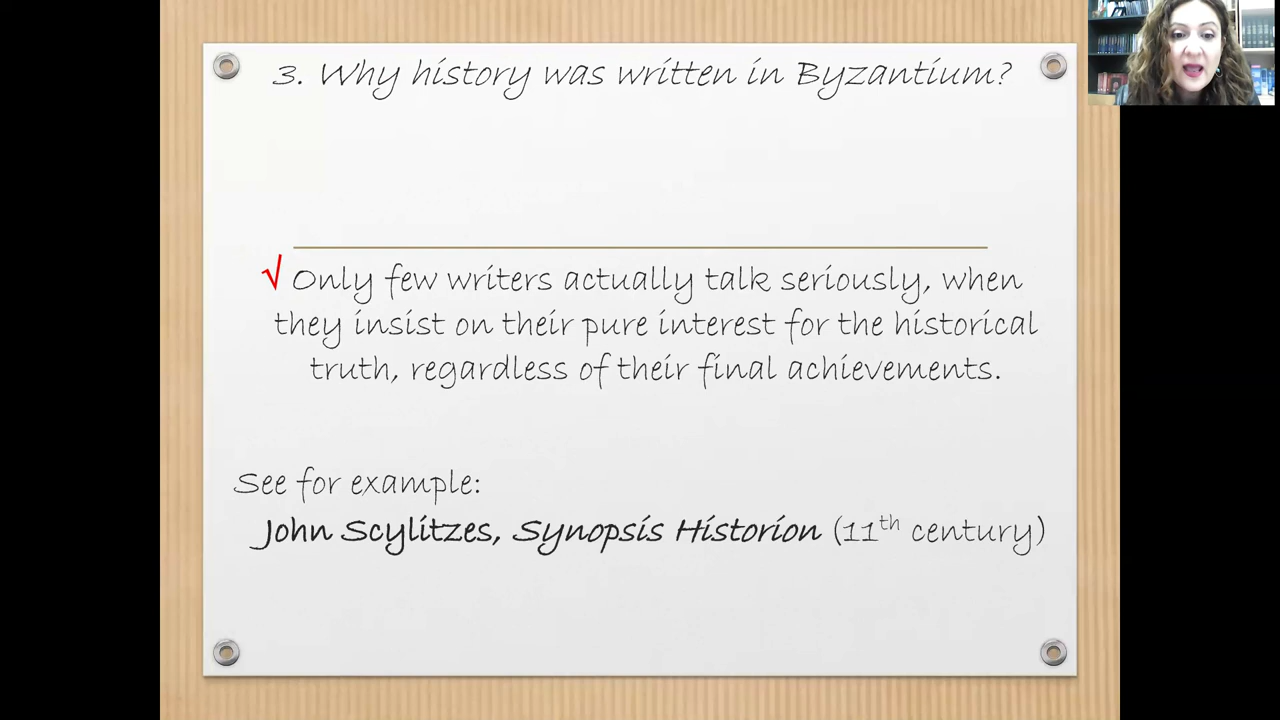 3. Why history was written in Byzantium?
√ Only few writers actually talk seriously, when
they insist on their pure interest for the historical
truth, regardless of their final achievements.
See for example:
John Scylitzes, Synopsis Historion (11th century)